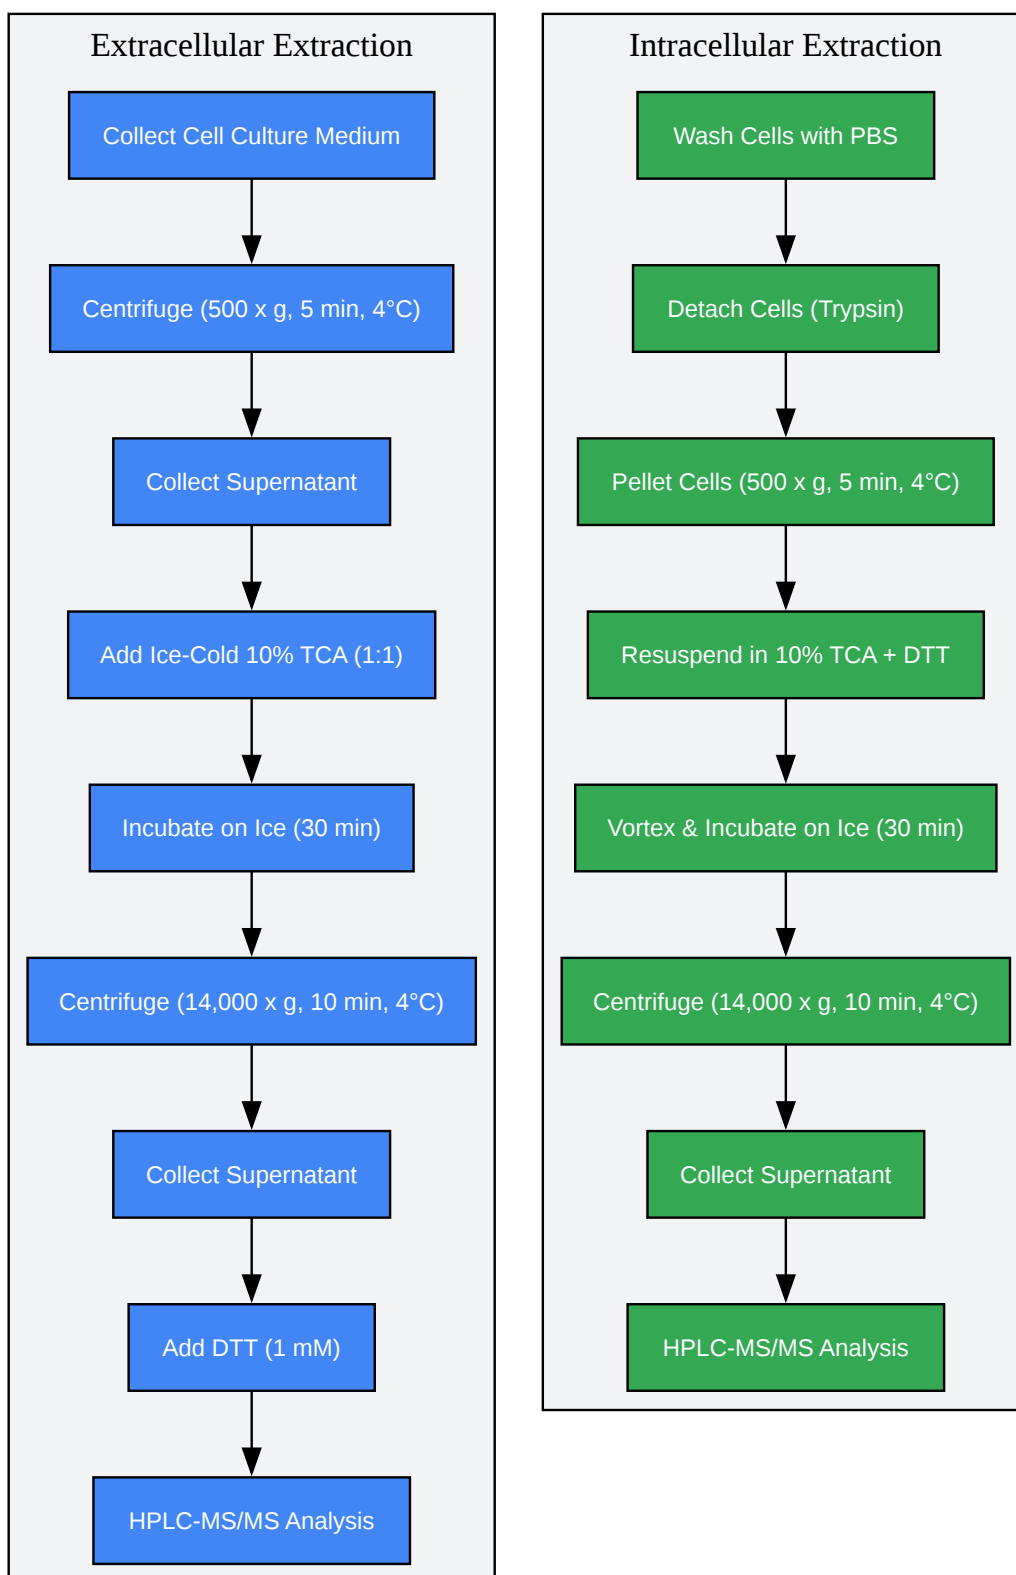 Extracellular Extraction
Collect Cell Culture Medium
Centrifuge (500 x g, 5 min, 4°C)
Collect Supernatant
Add Ice-Cold 10% TCA (1:1)
Incubate on Ice (30 min)
Centrifuge (14,000 x g, 10 min, 4°C)
Collect Supernatant
Add DTT (1 mM)
HPLC-MS/MS Analysis
Intracellular Extraction
Wash Cells with PBS
Detach Cells (Trypsin)
Pellet Cells (500 x g, 5 min, 4°C)
Resuspend in 10% TCA + DTT
Vortex & Incubate on Ice (30 min)
Centrifuge (14,000 x g, 10 min, 4°C)
Collect Supernatant
HPLC-MS/MS Analysis